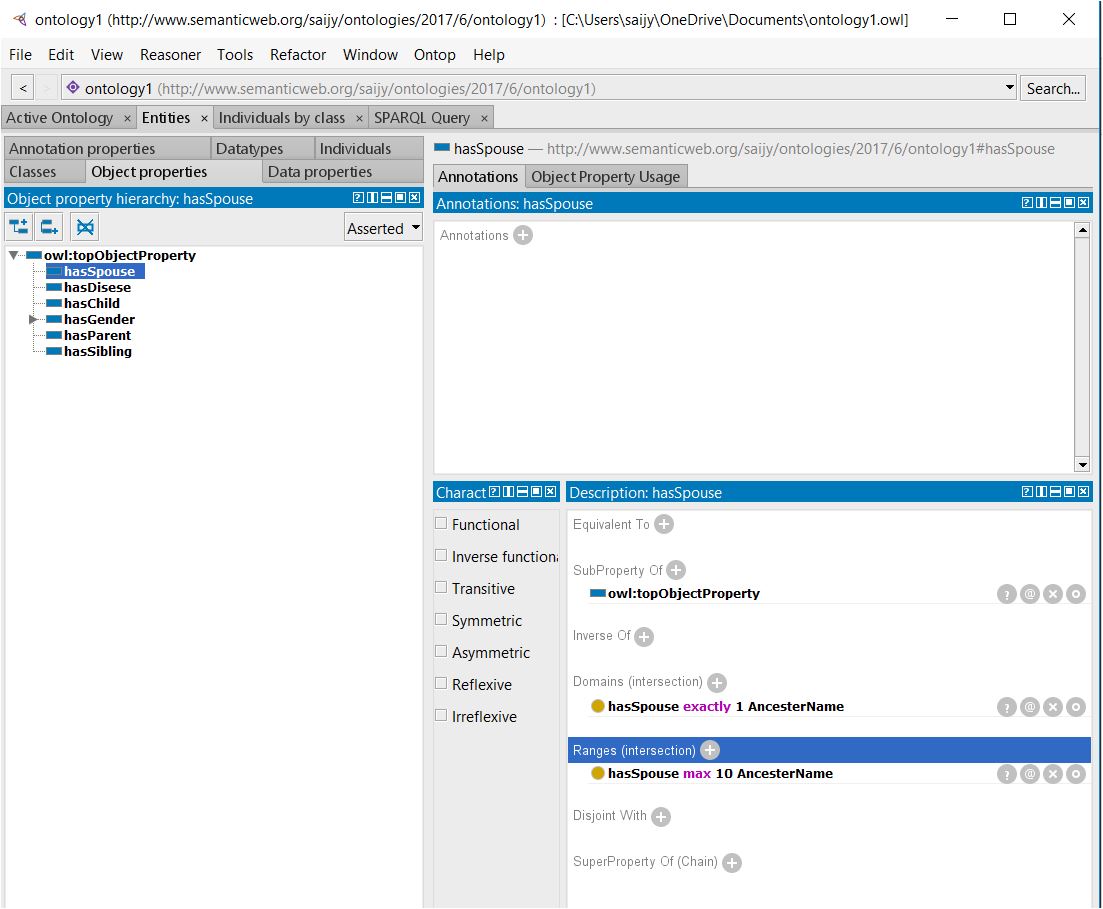 ontology1 (http://www.semanticweb.org/saijy/ontologies/2017/6/ontology1) : [C:\Users\saijy\OneDrive\Documents\ontology1.owl]
File Edit View Reasoner Tools Refactor Window Ontop Help
< > ontology1 (http://www.semanticweb.org/saijy/ontologies/2017/6/ontology1) Search...
Active Ontology × Entities × Individuals by class × SPARQL Query ×
Annotation properties Datatypes Individuals
Classes Object properties Data properties
Object property hierarchy: hasSpouse
Asserted
owl:topObjectProperty
hasSpouse
hasDisese
hasChild
hasGender
hasParent
hasSibling
hasSpouse — http://www.semanticweb.org/saijy/ontologies/2017/6/ontology1#hasSpouse
Annotations Object Property Usage
Annotations: hasSpouse
Annotations
Charact
Functional
Inverse functiona
Transitive
Symmetric
Asymmetric
Reflexive
Irreflexive
Description: hasSpouse
Equivalent To
SubProperty Of
owl:topObjectProperty
Inverse Of
Domains (intersection)
hasSpouse exactly 1 AncesterName
Ranges (intersection)
hasSpouse max 10 AncesterName
Disjoint With
SuperProperty Of (Chain)